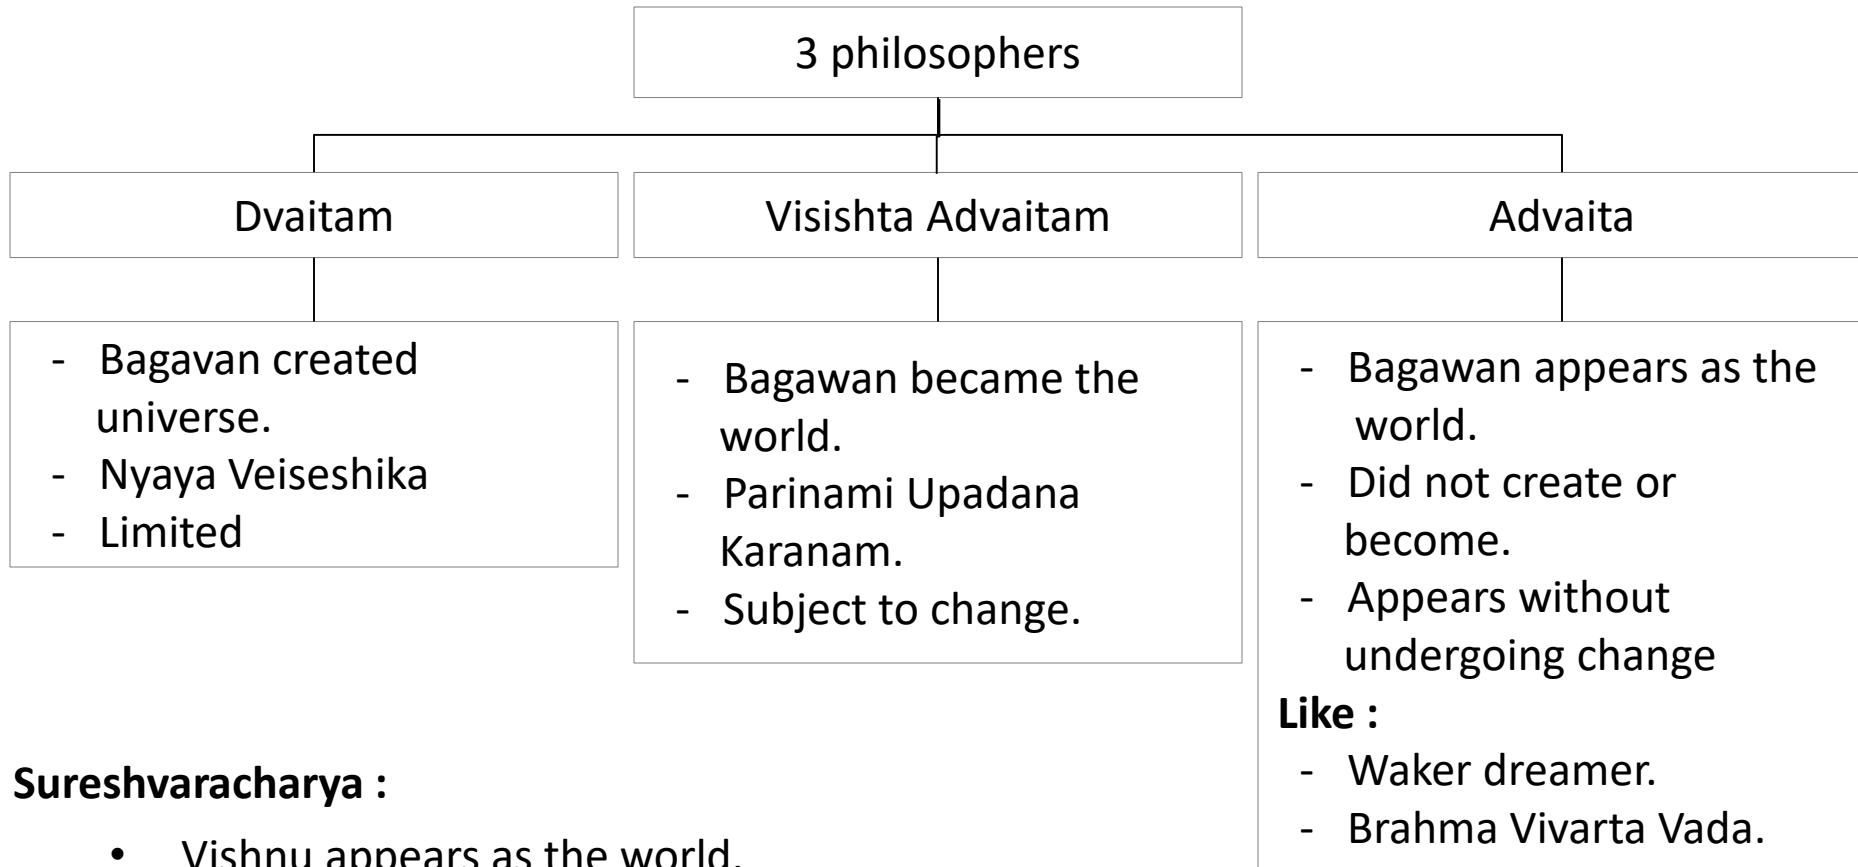 3 philosophers
Dvaitam
Visishta Advaitam
Advaita
- Bagavan created
universe.
- Nyaya Veiseshika
- Limited
- Bagawan became the
world.
- Parinami Upadana
Karanam.
- Subject to change.
- Bagawan appears as the
world.
- Did not create or
become.
- Appears without
undergoing change
Like :
- Waker dreamer.
- Brahma Vivarta Vada.
Sureshvaracharya :
• Vishnu appears as the world.